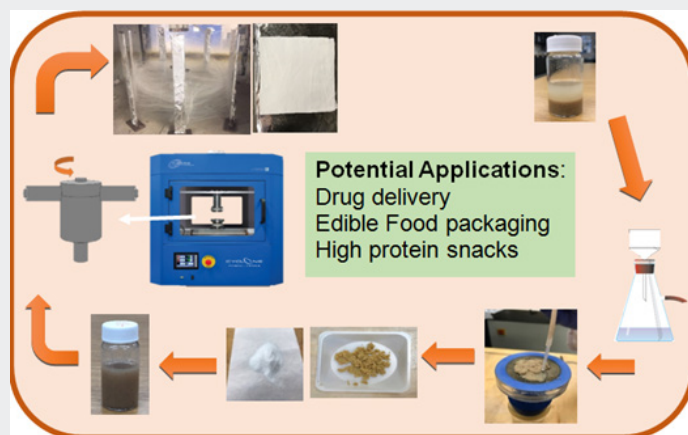 Potential Applications:
Drug delivery
Edible Food packaging
High protein snacks